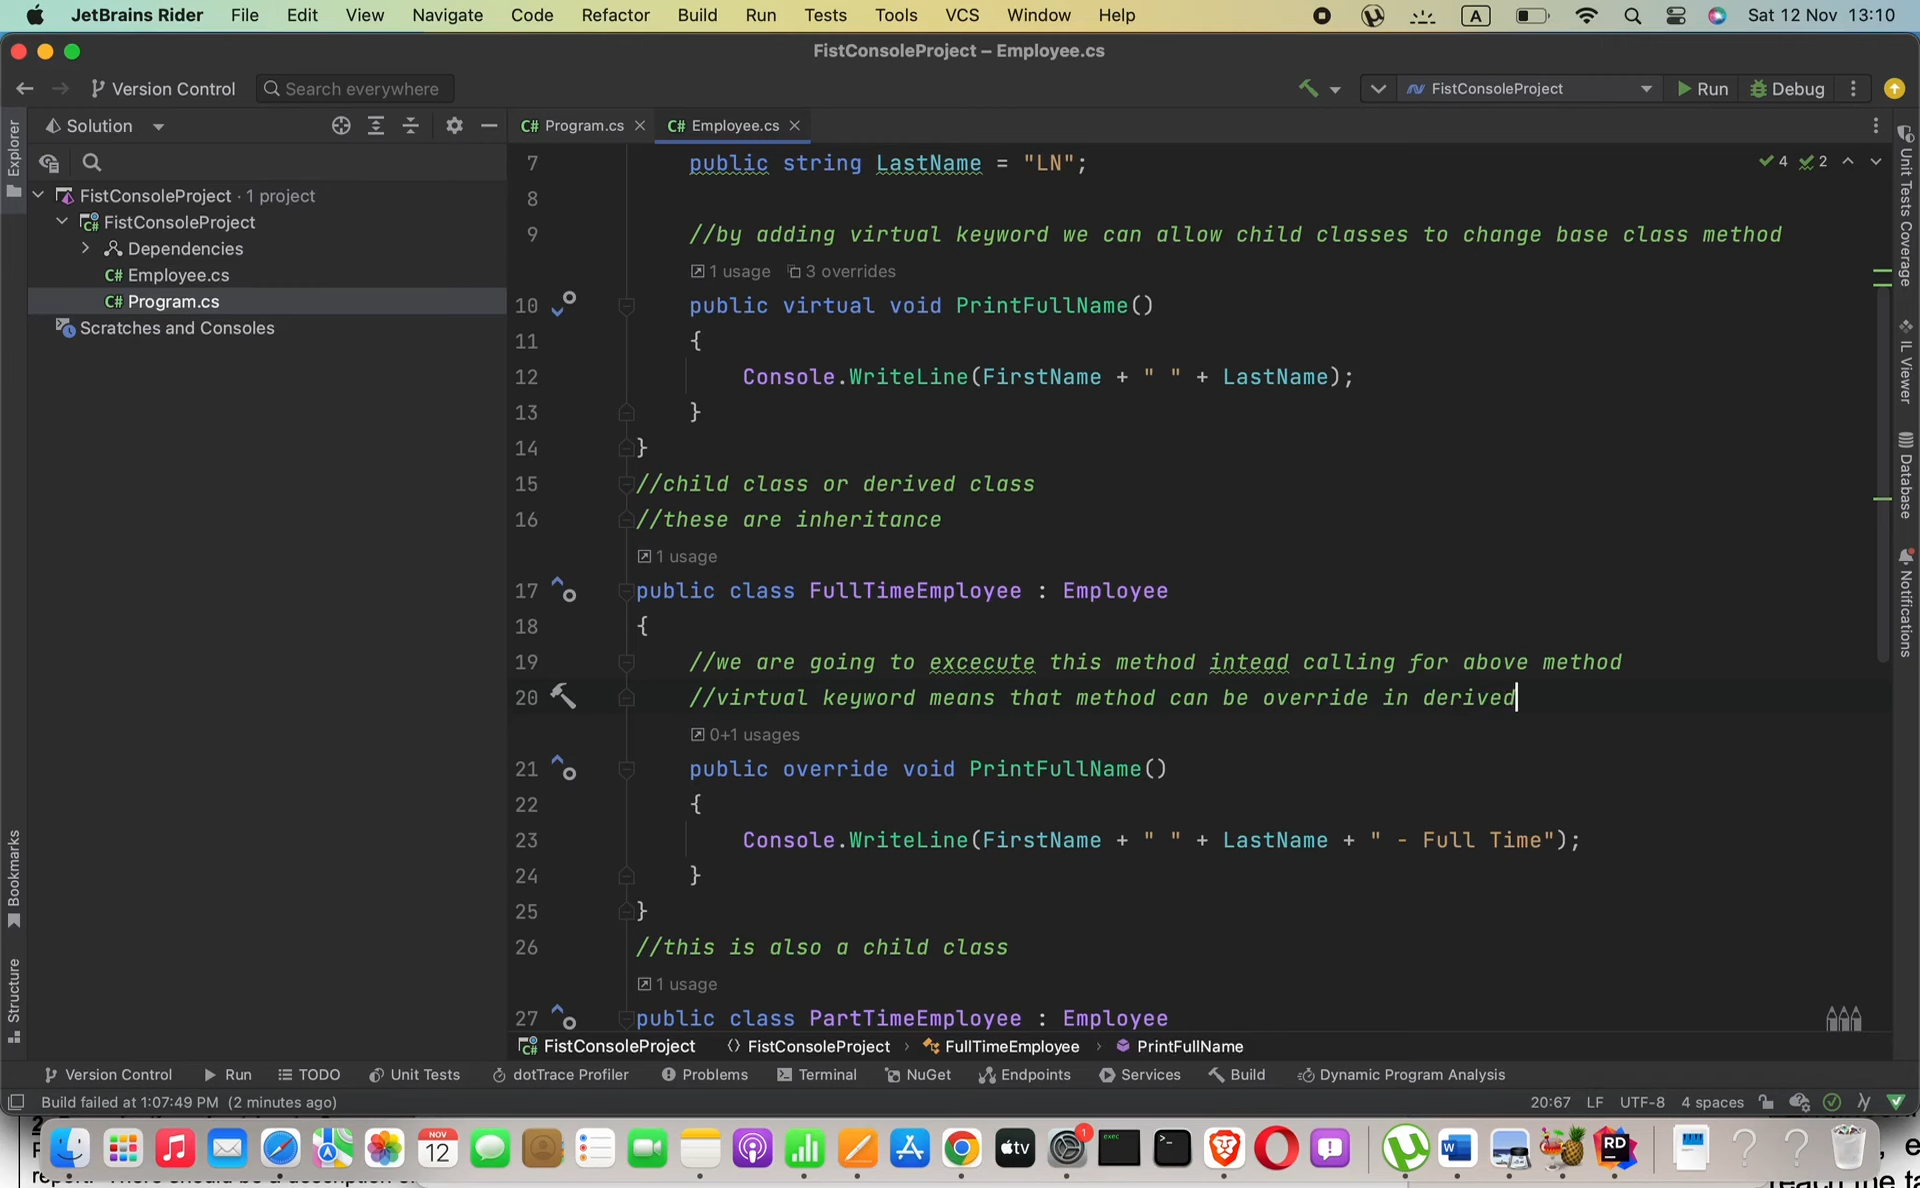 JetBrains Rider File Edit View Navigate Code Refactor Build Run Tests Tools VCS Window Help A Sat 12 Nov 13:10
FistConsoleProject – Employee.cs
Version Control Search everywhere FistConsoleProject Run Debug
Explorer
Solution
C# Program.cs C# Employee.cs
FistConsoleProject · 1 project
FistConsoleProject
Dependencies
C# Employee.cs
C# Program.cs
Scratches and Consoles
4 2
7 public string LastName = "LN";
8
9 //by adding virtual keyword we can allow child classes to change base class method
1 usage 3 overrides
10 public virtual void PrintFullName()
11 {
12 Console.WriteLine(FirstName + " " + LastName);
13 }
14 }
15 //child class or derived class
16 //these are inheritance
1 usage
17 public class FullTimeEmployee : Employee
18 {
19 //we are going to excecute this method intead calling for above method
20 //virtual keyword means that method can be override in derived
0+1 usages
21 public override void PrintFullName()
22 {
23 Console.WriteLine(FirstName + " " + LastName + " - Full Time");
24 }
25 }
26 //this is also a child class
1 usage
27 public class PartTimeEmployee : Employee
Unit Tests Coverage
IL Viewer
Database
Notifications
Bookmarks
Structure
C# FistConsoleProject FistConsoleProject › FullTimeEmployee › PrintFullName
Version Control Run TODO Unit Tests dotTrace Profiler Problems Terminal NuGet Endpoints Services Build Dynamic Program Analysis
Build failed at 1:07:49 PM (2 minutes ago) 20:67 LF UTF-8 4 spaces
NOV
12
tv
1
exec
RD